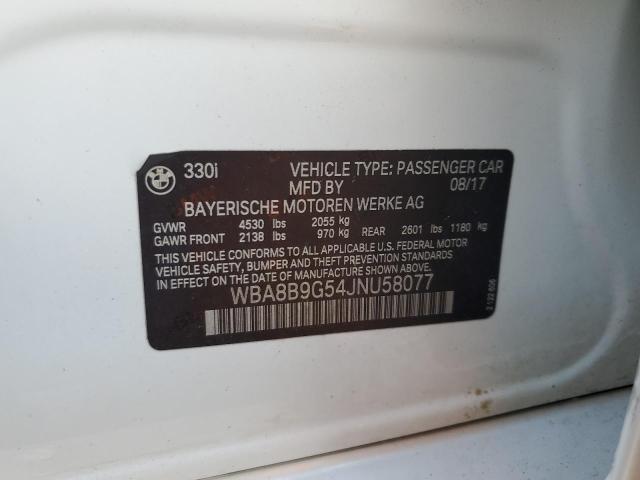 BMW 330i VEHICLE TYPE: PASSENGER CAR
MFD BY 08/17
BAYERISCHE MOTOREN WERKE AG
GVWR 4530 lbs 2055 kg
GAWR FRONT 2138 lbs 970 kg REAR 2601 lbs 1180 kg
THIS VEHICLE CONFORMS TO ALL APPLICABLE U.S. FEDERAL MOTOR
VEHICLE SAFETY, BUMPER, AND THEFT PREVENTION STANDARDS
IN EFFECT ON THE DATE OF MANUFACTURE SHOWN ABOVE.
WBA8B9G54JNU58077